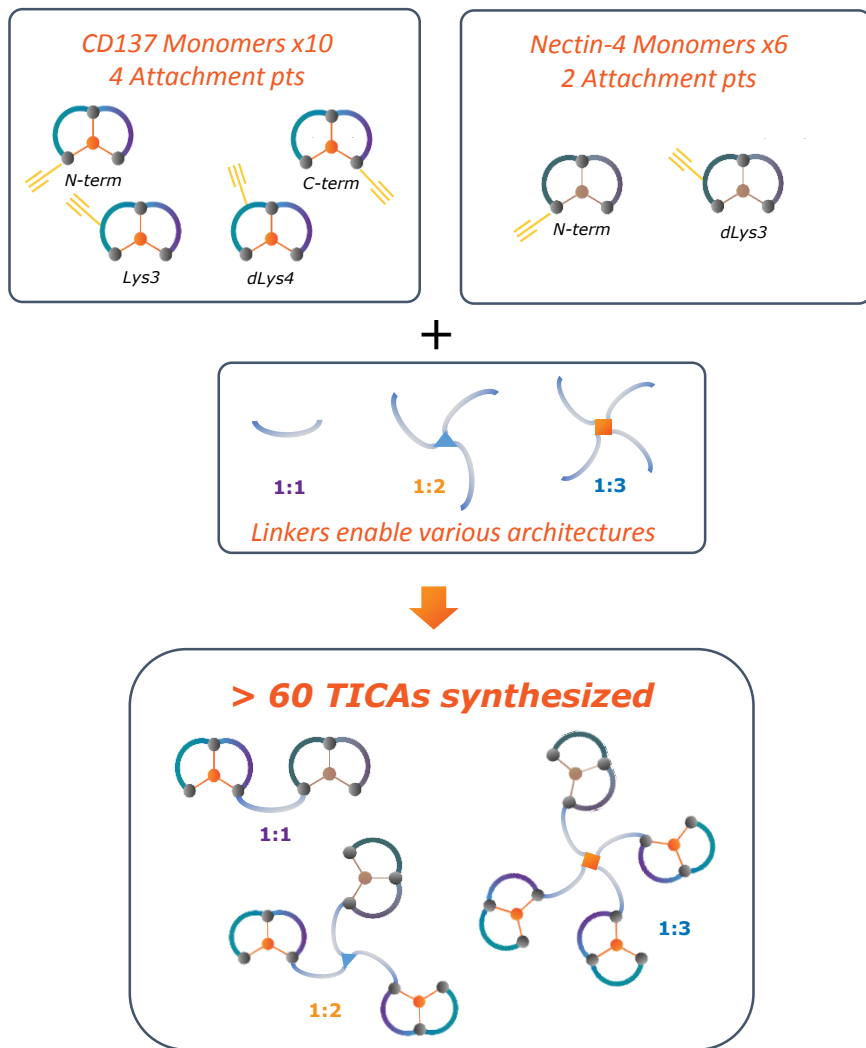 CD137 Monomers x10
4 Attachment pts
N-term
C-term
Lys3
dLys4
Nectin-4 Monomers x6
2 Attachment pts
N-term
dLys3
+
1:1
1:2
1:3
Linkers enable various architectures
> 60 TICAs synthesized
1:1
1:3
1:2